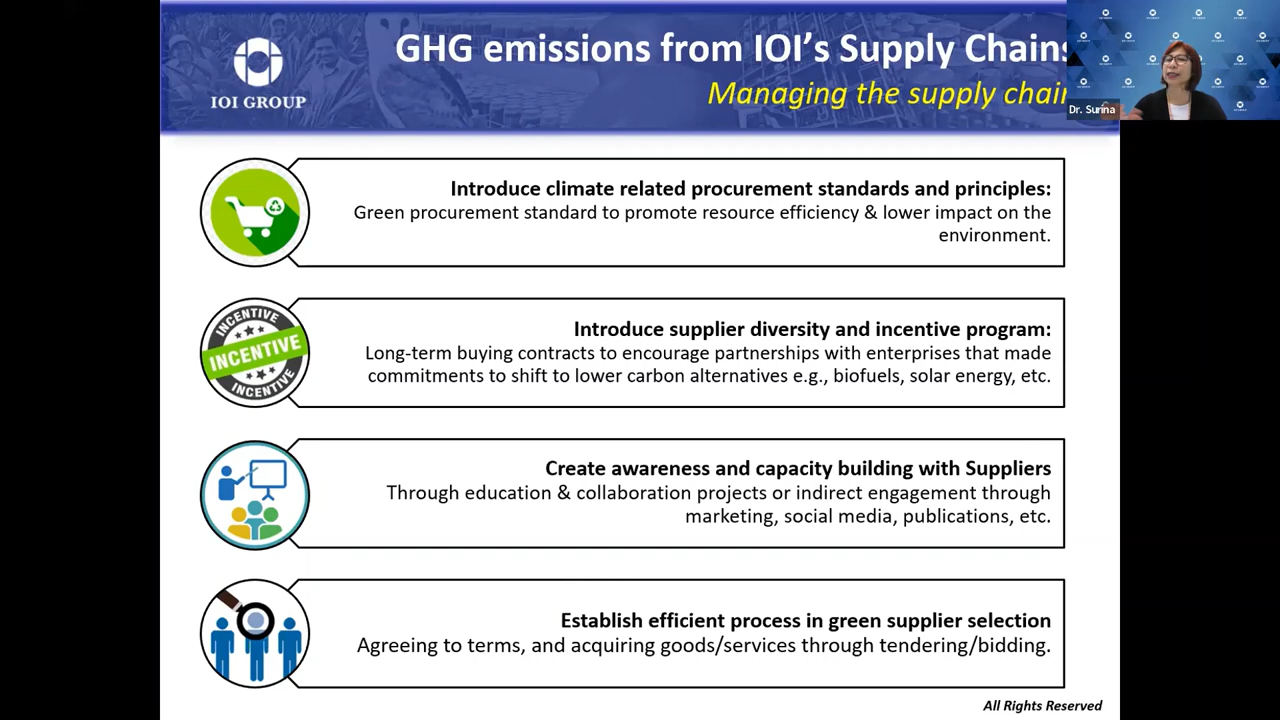 GHG emissions from IOI's Supply Chains
Managing the supply chain
IOI GROUP
Dr. Surina
Introduce climate related procurement standards and principles:
Green procurement standard to promote resource efficiency & lower impact on the
environment.
INCENTIVE
INCENTIVE
INCENTIVE
Introduce supplier diversity and incentive program:
Long-term buying contracts to encourage partnerships with enterprises that made
commitments to shift to lower carbon alternatives e.g., biofuels, solar energy, etc.
Create awareness and capacity building with Suppliers
Through education & collaboration projects or indirect engagement through
marketing, social media, publications, etc.
Establish efficient process in green supplier selection
Agreeing to terms, and acquiring goods/services through tendering/bidding.
All Rights Reserved